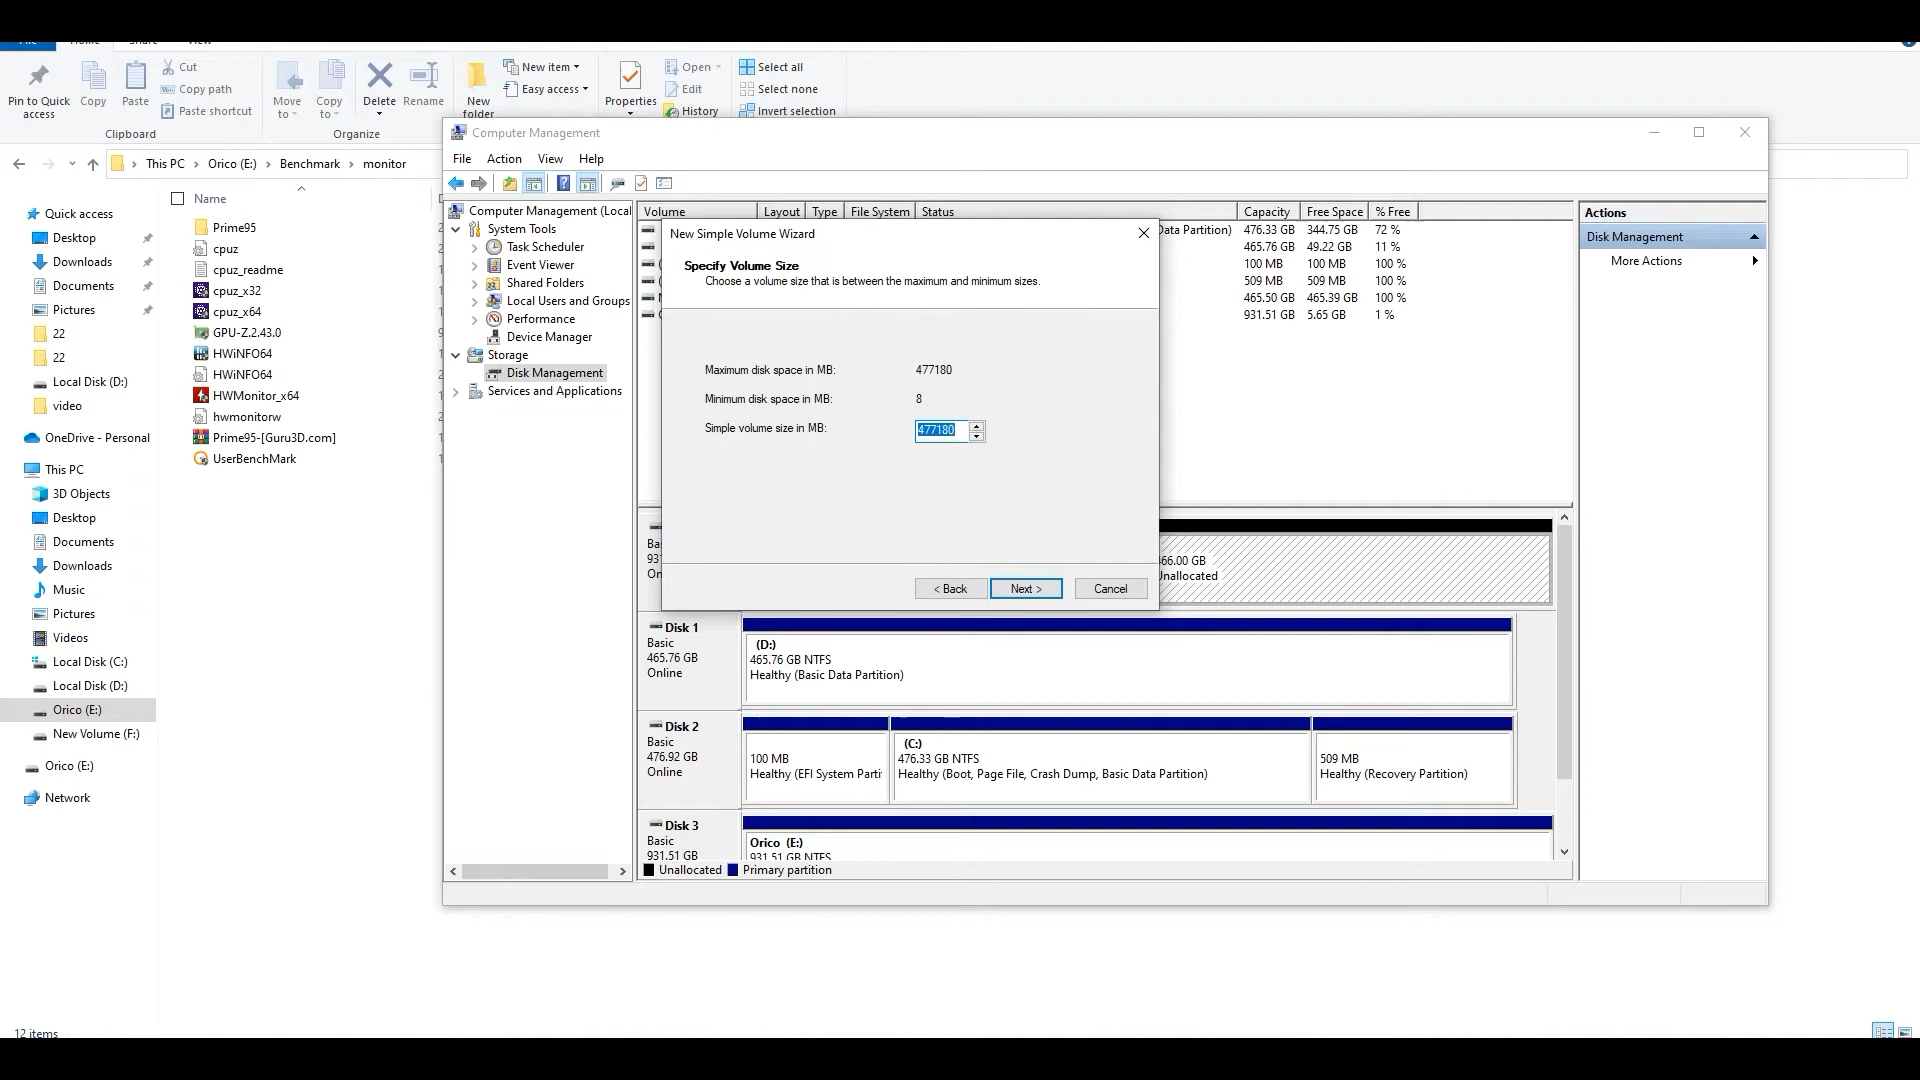 Pin to Quick access
Copy
Paste
Cut
Copy path
Paste shortcut
Clipboard
Move to
Copy to
Delete
Rename
Organize
New folder
New item
Easy access
Properties
Open
Edit
History
Select all
Select none
Invert selection
This PC > Orico (E:) > Benchmark > monitor
Quick access
Desktop
Downloads
Documents
Pictures
22
22
Local Disk (D:)
video
OneDrive - Personal
This PC
3D Objects
Desktop
Documents
Downloads
Music
Pictures
Videos
Local Disk (C:)
Local Disk (D:)
Orico (E:)
New Volume (F:)
Orico (E:)
Network
12 items
Name
Prime95
cpuz
cpuz_readme
cpuz_x32
cpuz_x64
GPU-Z.2.43.0
HWiNFO64
HWiNFO64
HWMonitor_x64
hwmonitorw
Prime95-[Guru3D.com]
UserBenchMark
Computer Management
File Action View Help
Computer Management (Local
System Tools
Task Scheduler
Event Viewer
Shared Folders
Local Users and Groups
Performance
Device Manager
Storage
Disk Management
Services and Applications
Volume Layout Type File System Status Capacity Free Space % Free
Data Partition) 476.33 GB 344.75 GB 72 %
465.76 GB 49.22 GB 11 %
100 MB 100 MB 100 %
509 MB 509 MB 100 %
465.50 GB 465.39 GB 100 %
931.51 GB 5.65 GB 1 %
New Simple Volume Wizard
Specify Volume Size
Choose a volume size that is between the maximum and minimum sizes.
Maximum disk space in MB: 477180
Minimum disk space in MB: 8
Simple volume size in MB: 477180
< Back
Next >
Cancel
Disk 1
Basic
465.76 GB
Online
(D:)
465.76 GB NTFS
Healthy (Basic Data Partition)
Disk 2
Basic
476.92 GB
Online
100 MB
Healthy (EFI System Parti
(C:)
476.33 GB NTFS
Healthy (Boot, Page File, Crash Dump, Basic Data Partition)
509 MB
Healthy (Recovery Partition)
Disk 3
Basic
931.51 GB
Orico (E:)
931.51 GB NTFS
Unallocated
Primary partition
Actions
Disk Management
More Actions